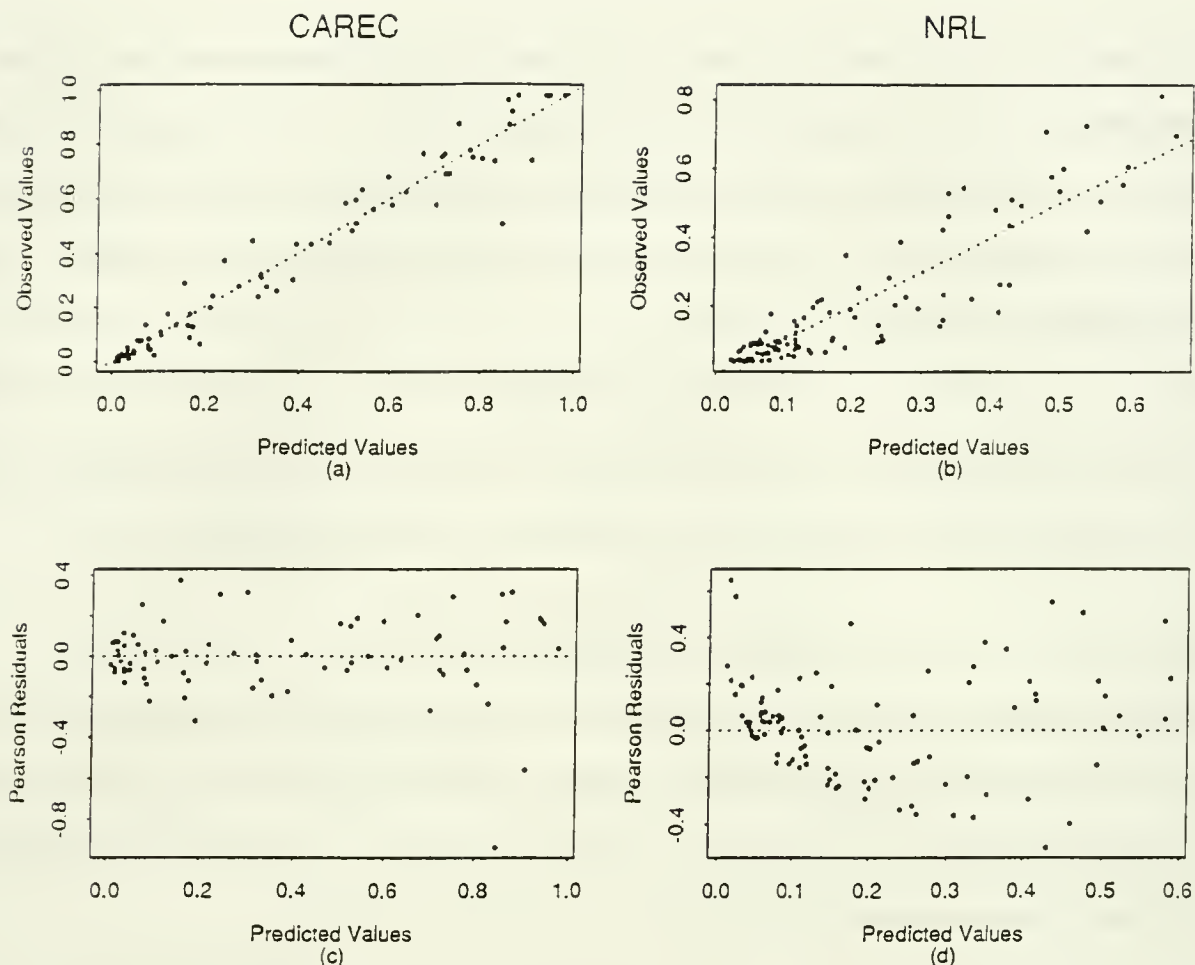 CAREC
NRL
Observed Values
1.0
0.8
0.6
0.4
0.2
0.0
0.0 0.2 0.4 0.6 0.8 1.0
Predicted Values
(a)
Observed Values
0.8
0.6
0.4
0.2
0.0 0.1 0.2 0.3 0.4 0.5 0.6
Predicted Values
(b)
Pearson Residuals
0.4
0.0
-0.4
-0.8
0.0 0.2 0.4 0.6 0.8 1.0
Predicted Values
(c)
Pearson Residuals
0.4
0.0
-0.4
0.0 0.1 0.2 0.3 0.4 0.5 0.6
Predicted Values
(d)